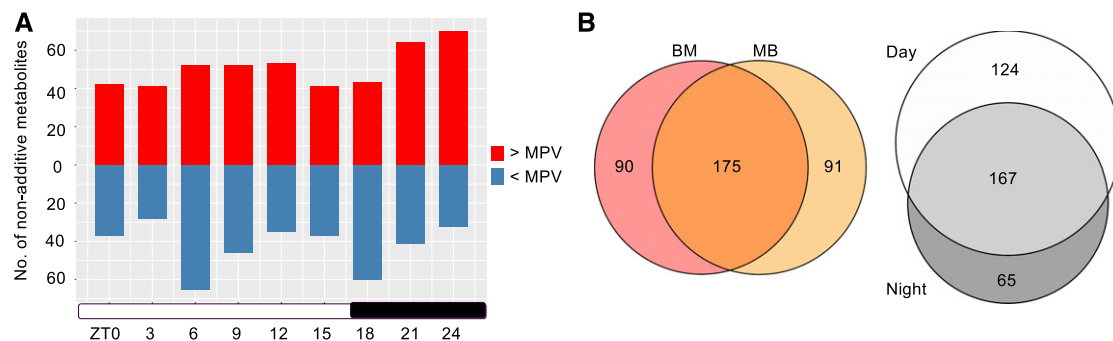 A
No. of non-additive metabolites
60
40
20
0
20
40
60
ZT0 3 6 9 12 15 18 21 24
> MPV
< MPV
B
BM MB
90 175 91
Day
124
167
65
Night